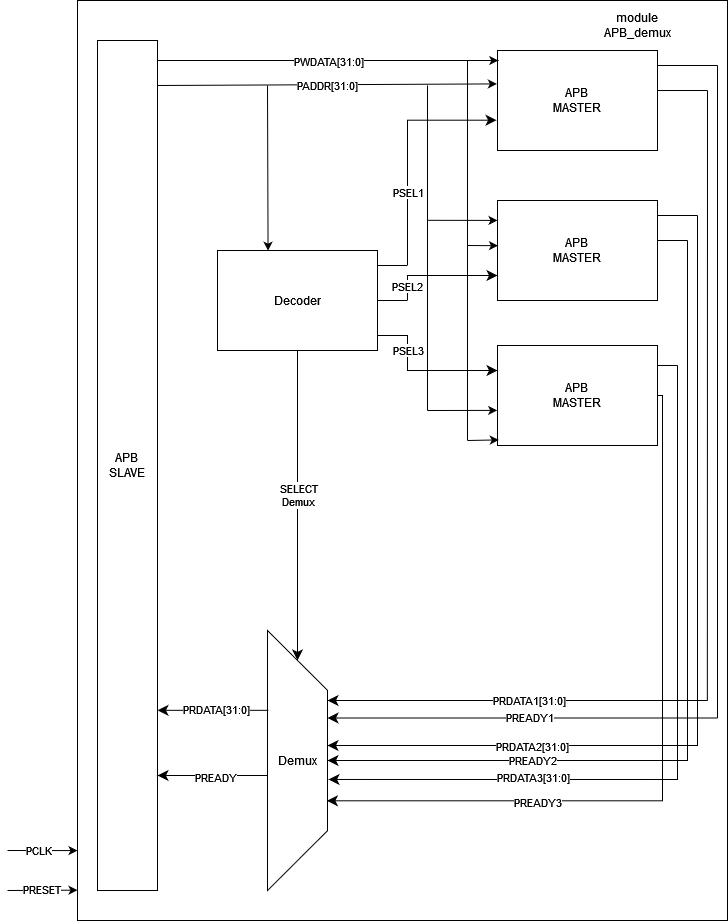 module
APB_demux
PWDATA[31:0]
PADDR[31:0]
APB
MASTER
PSEL1
APB
MASTER
PSEL2
Decoder
PSEL3
APB
MASTER
APB
SLAVE
SELECT
Demux
PRDATA[31:0]
PRDATA1[31:0]
PREADY1
PRDATA2[31:0]
Demux
PREADY2
PREADY
PRDATA3[31:0]
PREADY3
PCLK
PRESET